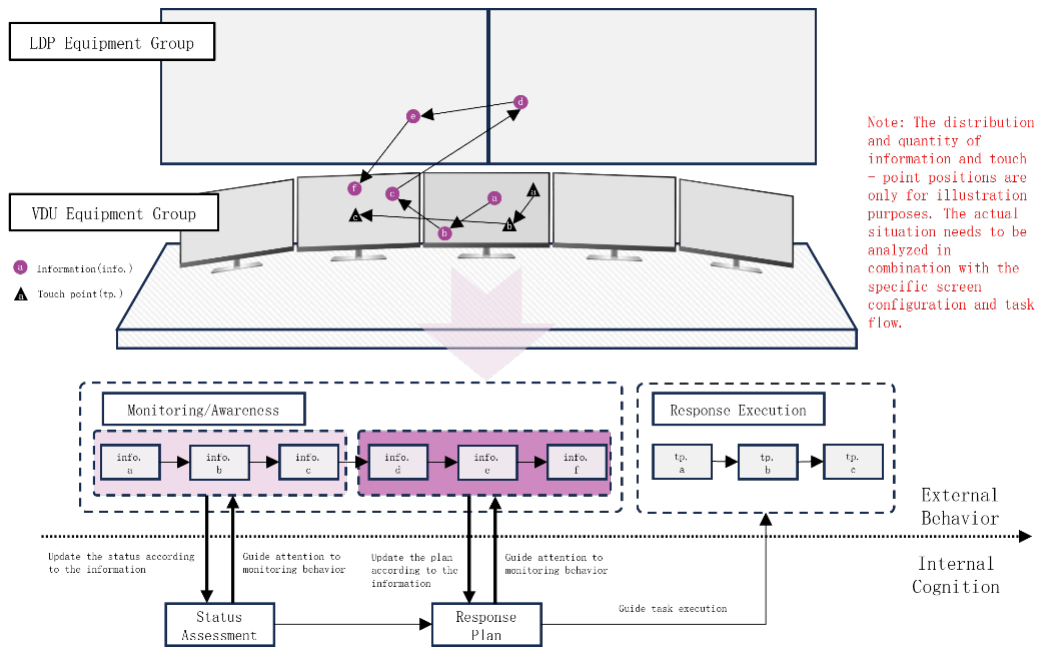 LDP Equipment Group
d
e
Note: The distribution
and quantity of
information and touch
- point positions are
only for illustration
purposes. The actual
situation needs to be
analyzed in
combination with the
specific screen
configuration and task
flow.
VDU Equipment Group
f
c
a
a
c
b
b
a Information(info.)
a Touch point(tp.)
Monitoring/Awareness
Response Execution
info.
a
info.
b
info.
c
info.
d
info.
e
info.
f
tp.
a
tp.
b
tp.
c
External
Behavior
Update the status according
to the information
Guide attention to
monitoring behavior
Update the plan
according to the
information
Guide attention to
monitoring behavior
Internal
Cognition
Status
Assessment
Response
Plan
Guide task execution